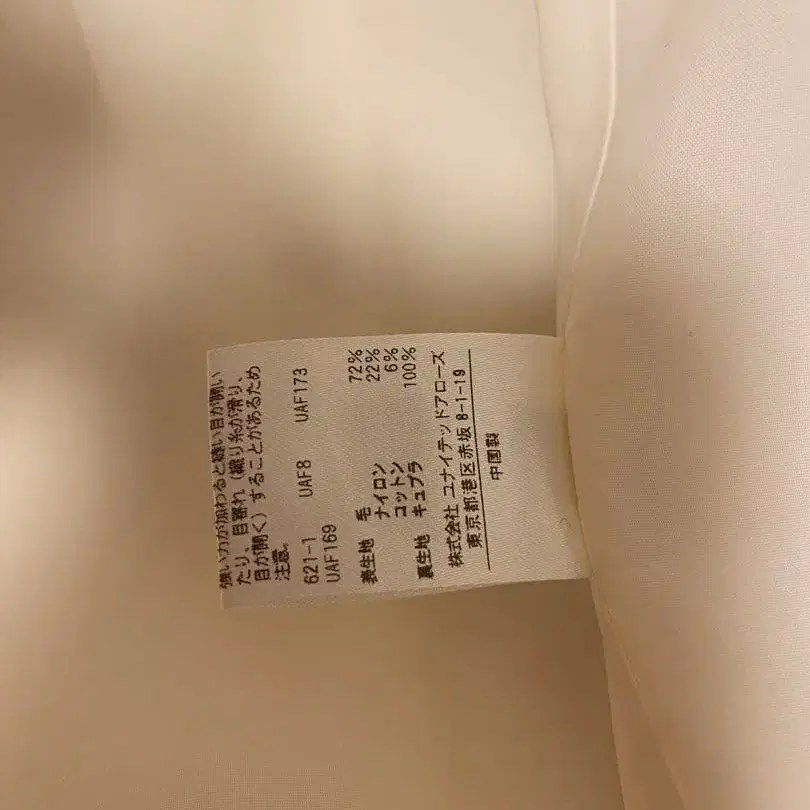 強い力が加わると縫い目が開い
たり、目寄れ（織り糸が滑り、
目が開く）することがあるため
注意。
621-1 UAF8 UAF173
UAF169
表生地 毛 72%
ナイロン 22%
コットン 6%
裏生地 キュプラ 100%
株式会社 ユナイテッドアローズ
東京都港区赤坂 8-1-19
中国製